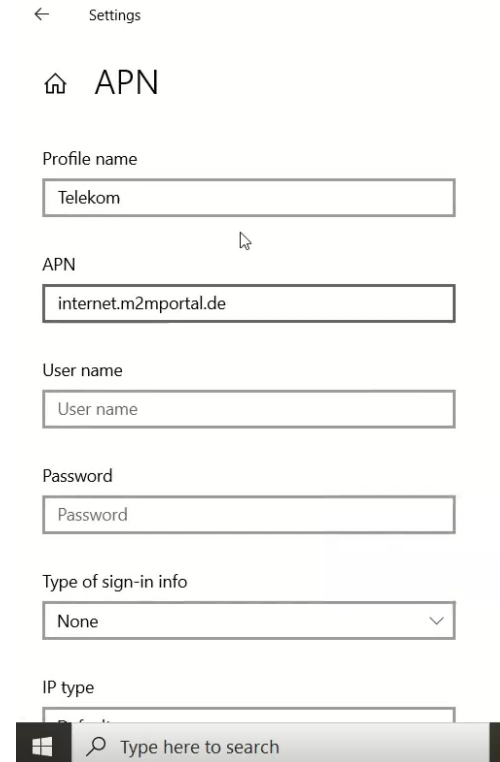 Settings
APN
Profile name
Telekom
APN
internet.m2mportal.de
User name
User name
Password
Password
Type of sign-in info
None
IP type
Type here to search